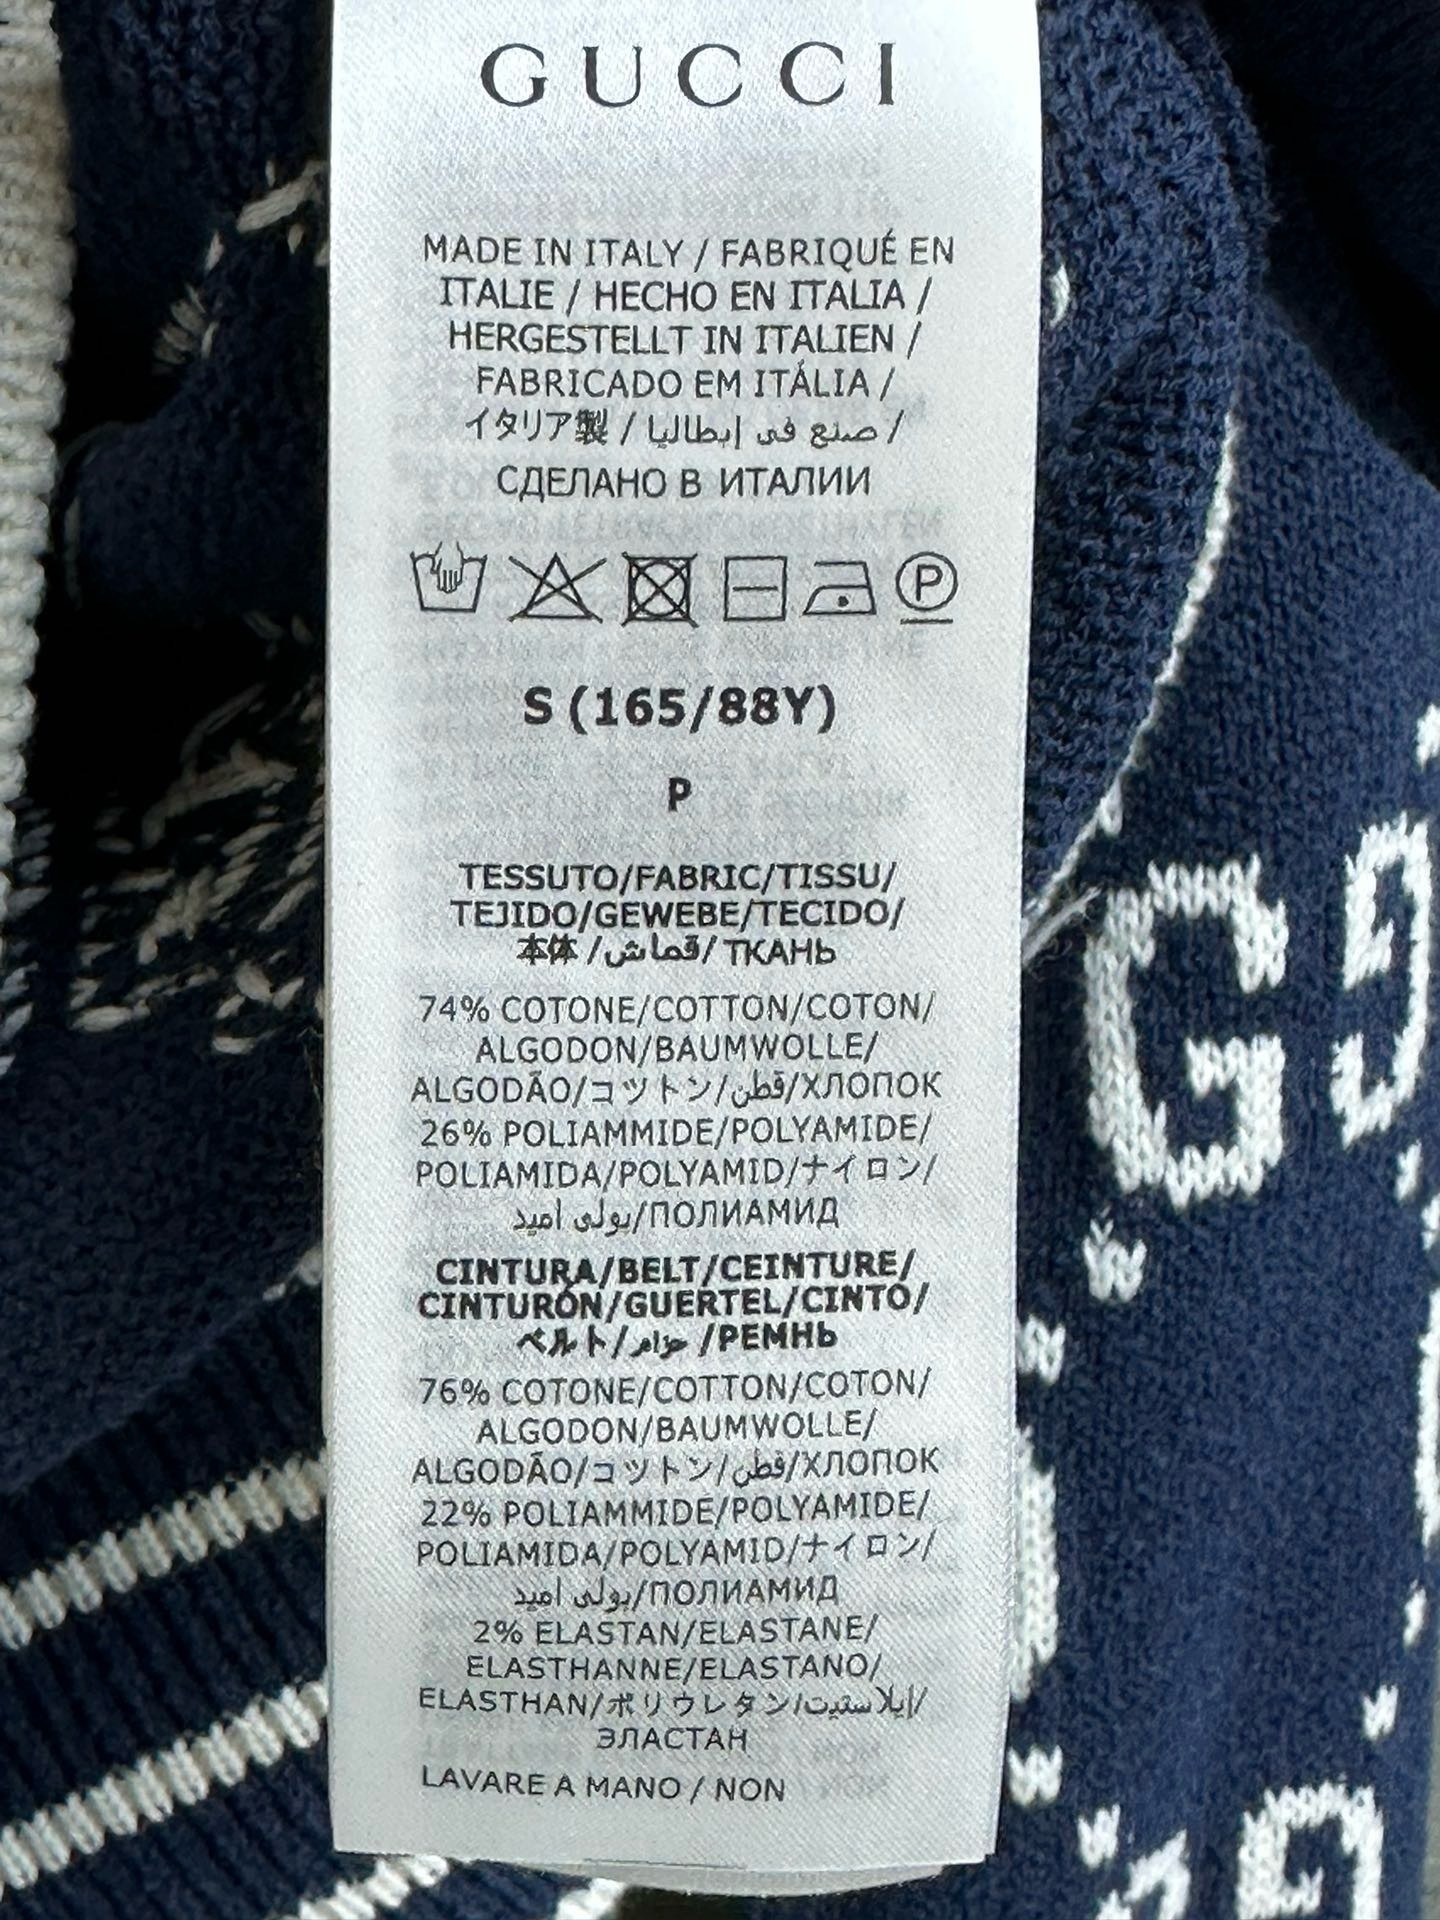 GUCCI
MADE IN ITALY / FABRIQUÉ EN
ITALIE / HECHO EN ITALIA /
HERGESTELLT IN ITALIEN /
FABRICADO EM ITÁLIA /
イタリア製 / صنع في إيطاليا /
СДЕЛАНО В ИТАЛИИ
P
S (165/88Y)
P
TESSUTO/FABRIC/TISSU/
TEJIDO/GEWEBE/TECIDO/
本体 /قماش/ ТКАНЬ
74% COTONE/COTTON/COTON/
ALGODON/BAUMWOLLE/
ALGODÃO/コットン/قطن/ХЛОПОК
26% POLIAMMIDE/POLYAMIDE/
POLIAMIDA/POLYAMID/ナイロン/
بولي اميد/ПОЛИАМИД
CINTURA/BELT/CEINTURE/
CINTURÓN/GUERTEL/CINTO/
ベルト/حزام /РЕМНЬ
76% COTONE/COTTON/COTON/
ALGODON/BAUMWOLLE/
ALGODÃO/コットン/قطن/ХЛОПОК
22% POLIAMMIDE/POLYAMIDE/
POLIAMIDA/POLYAMID/ナイロン/
بولي اميد/ПОЛИАМИД
2% ELASTAN/ELASTANE/
ELASTHANNE/ELASTANO/
ELASTHAN/ポリウレタン/إيلاستيت/
ЭЛАСТАН
LAVARE A MANO / NON
G
G
G